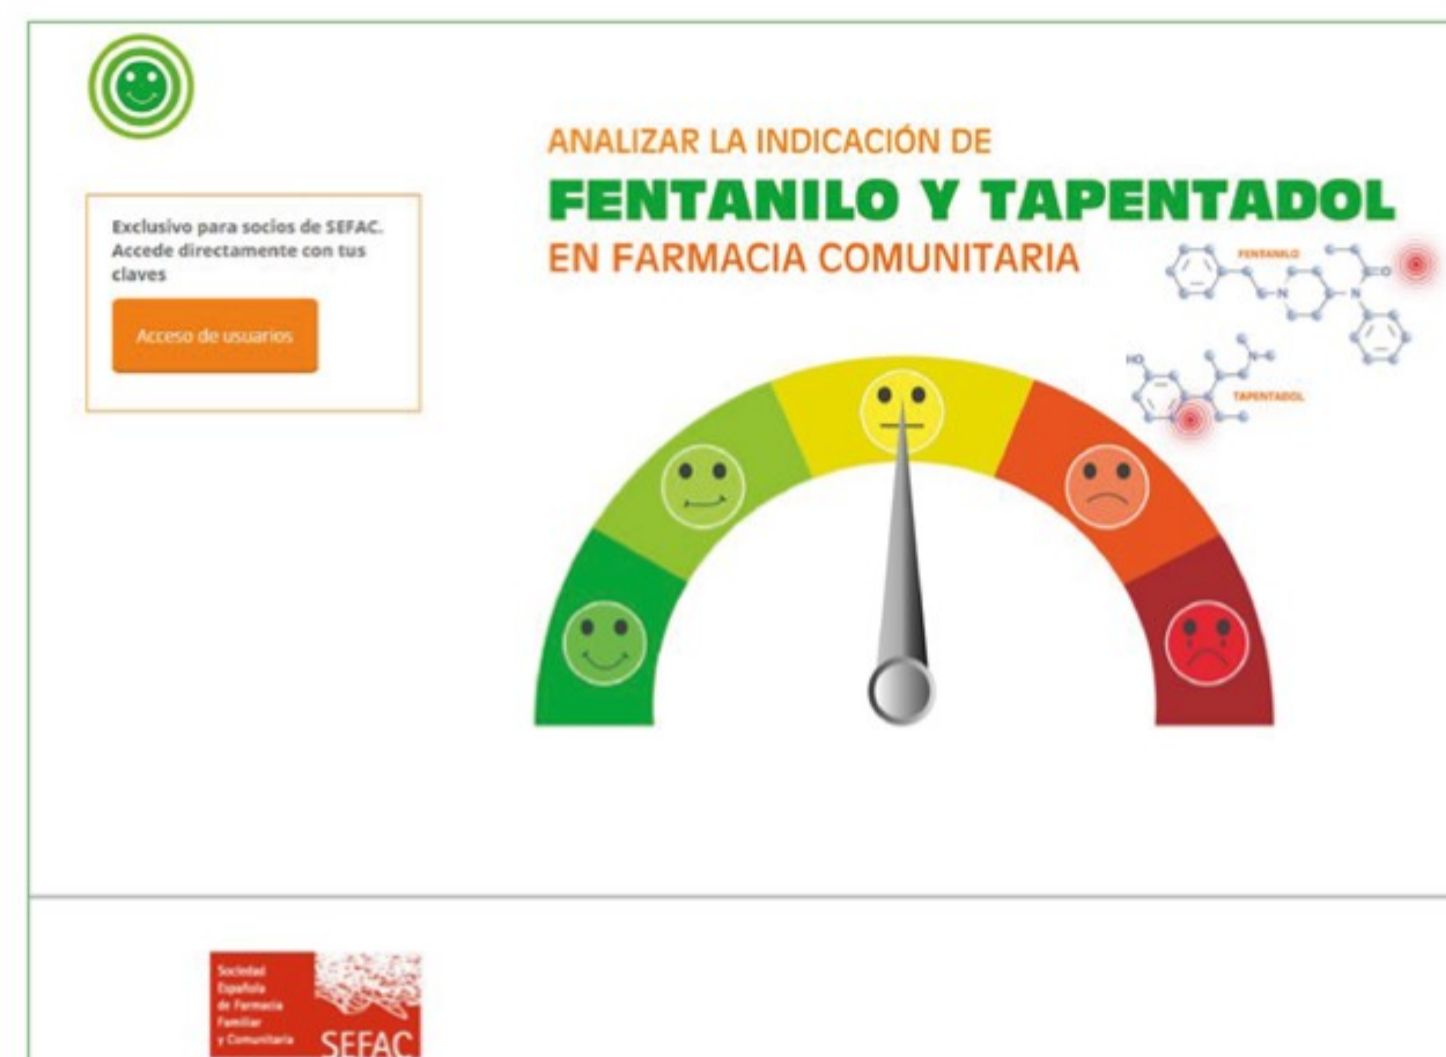 ANALIZAR LA INDICACIÓN DE
FENTANILO Y TAPENTADOL
EN FARMACIA COMUNITARIA
Exclusivo para socios de SEFAC.
Accede directamente con tus
claves
Acceso de usuarios
FENTANILO
O
N
N
HO
N
TAPENTADOL
Sociedad
Española
de Farmacia
Familiar
y Comunitaria
SEFAC